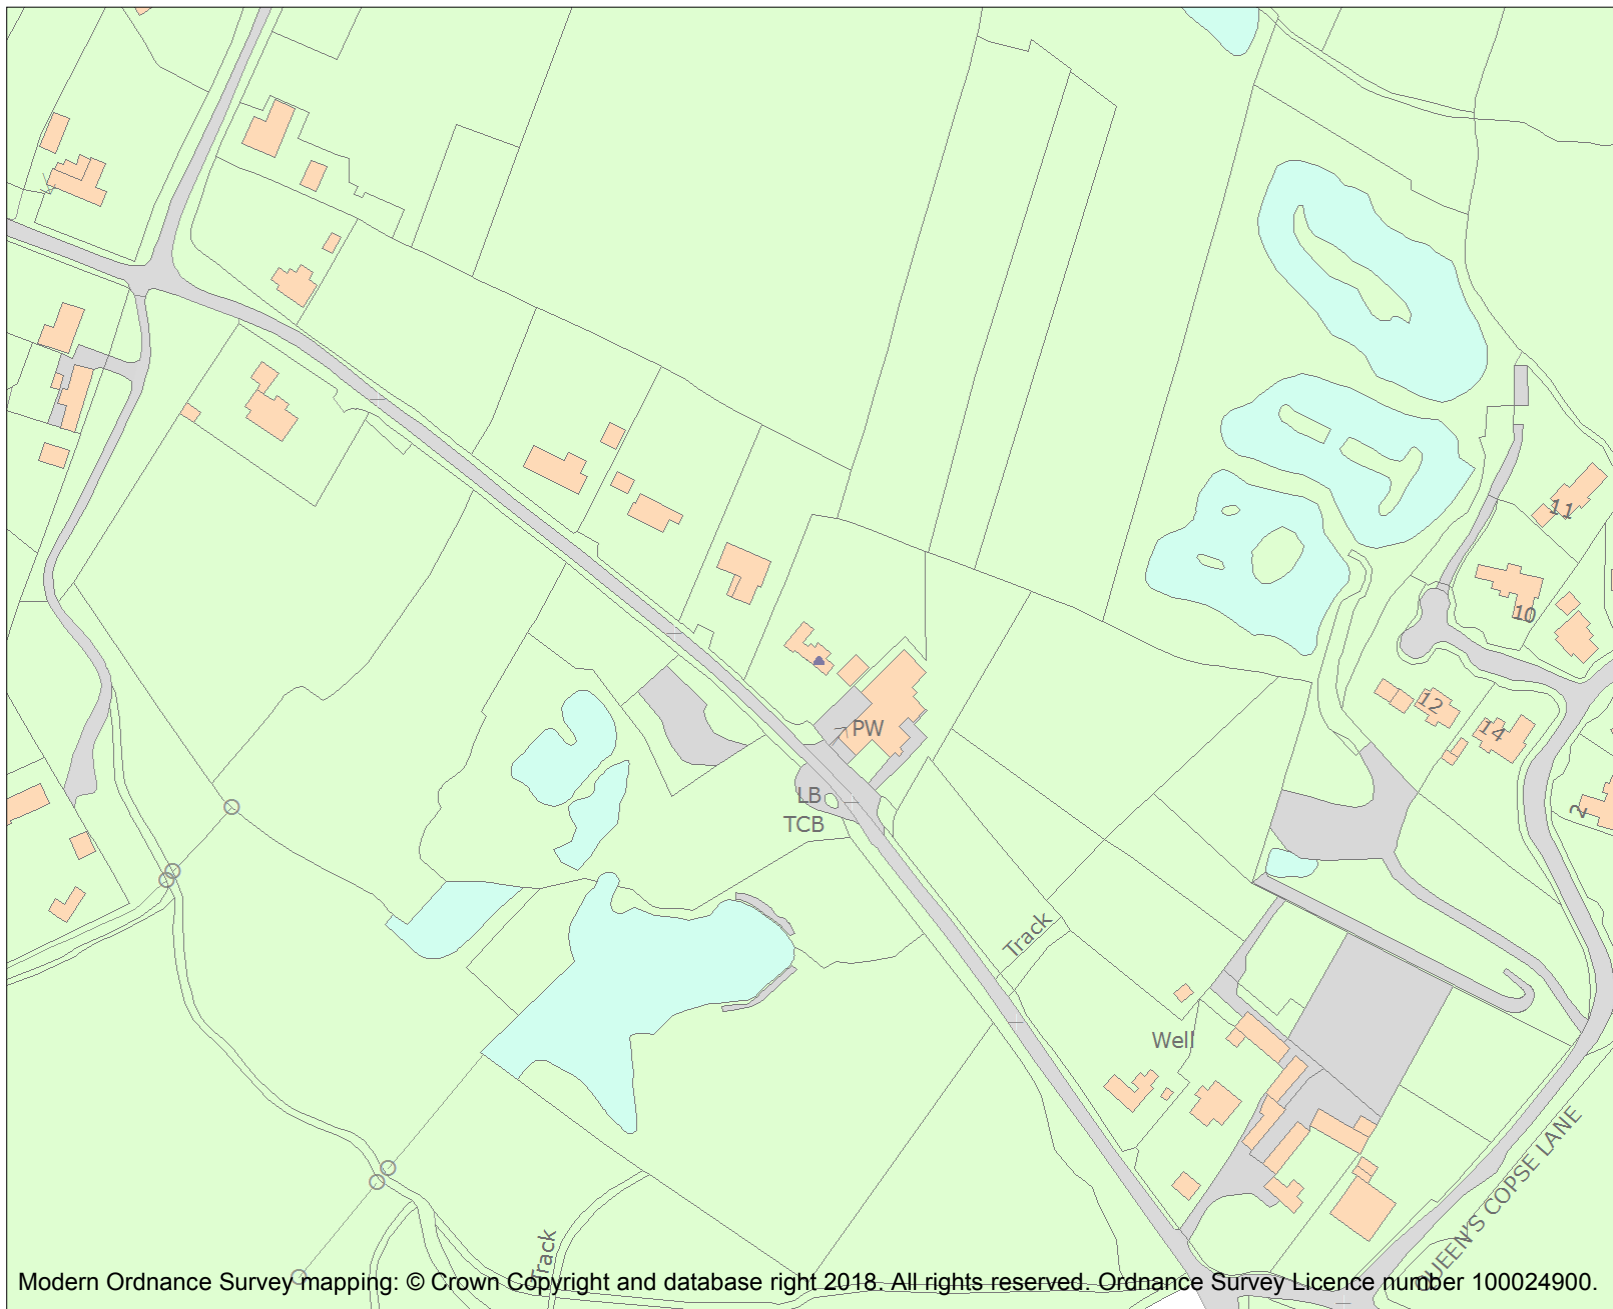 11
10
12
14
PW
LB
TCB
2
Track
Well
QUEEN'S COPSE LANE
Track
Modern Ordnance Survey mapping: © Crown Copyright and database right 2018. All rights reserved. Ordnance Survey Licence number 100024900.